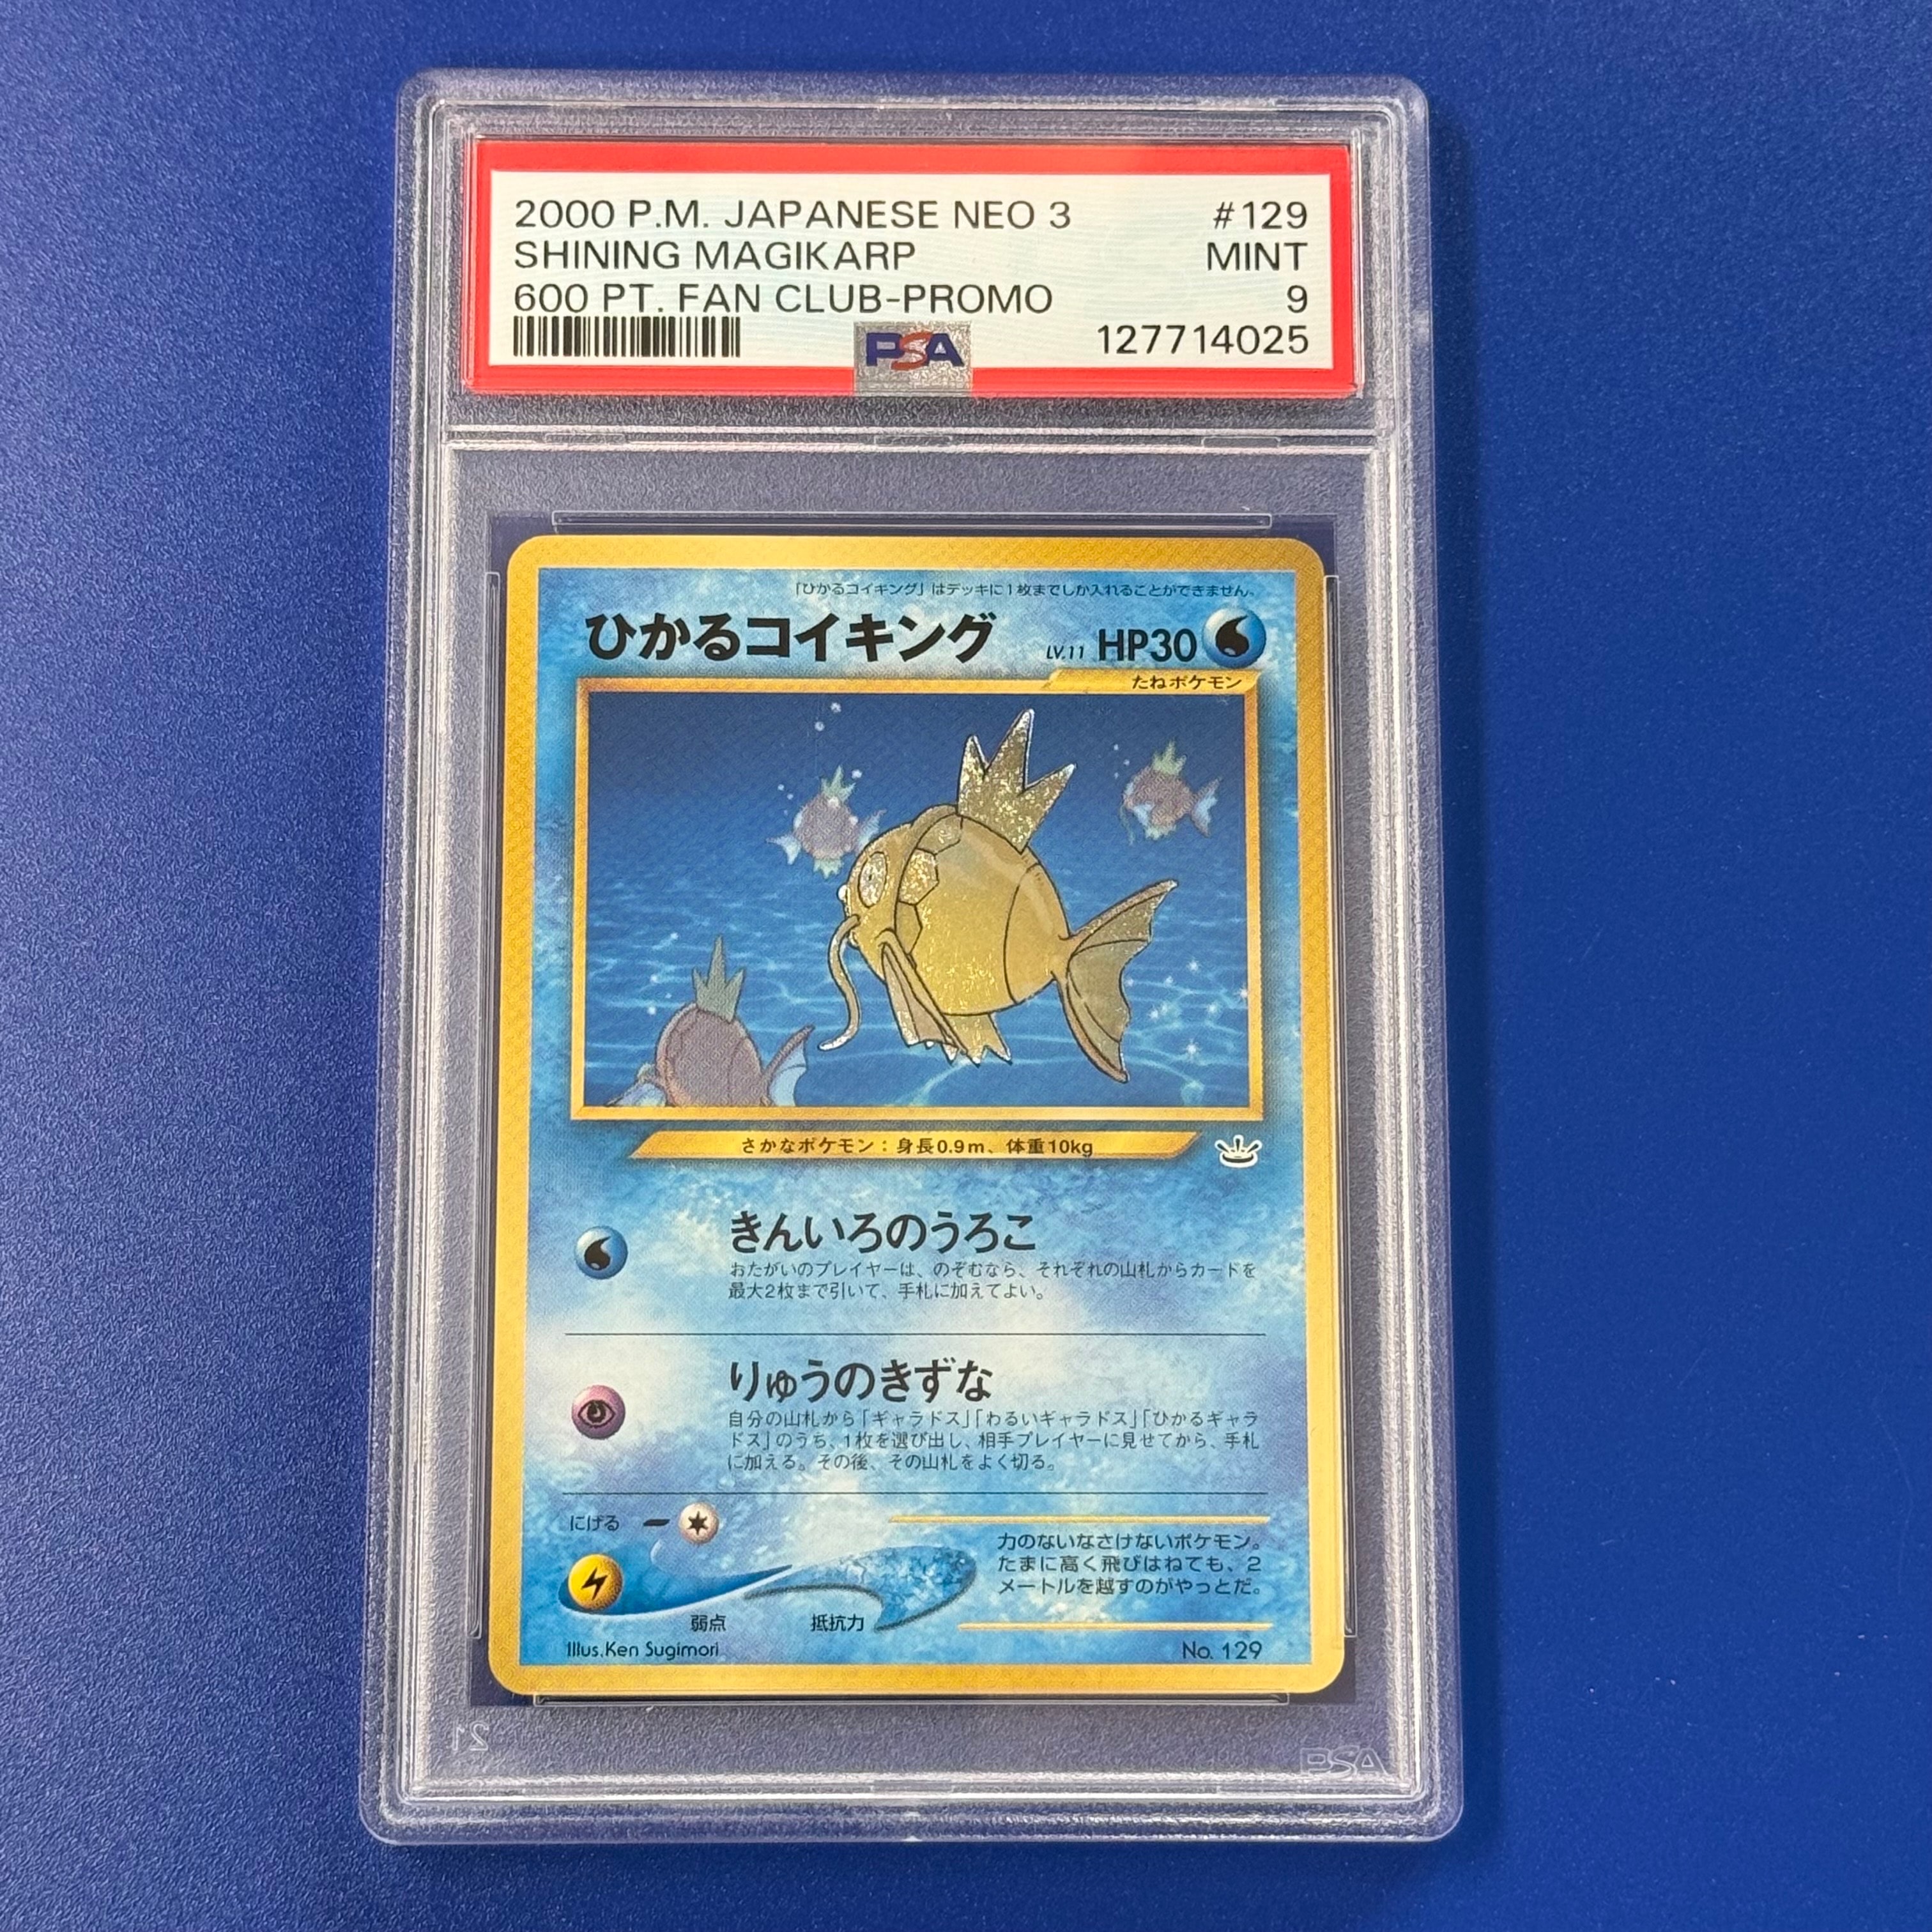 2000 P.M. JAPANESE NEO 3 #129
SHINING MAGIKARP MINT
600 PT. FAN CLUB-PROMO 9
PSA 127714025
「ひかるコイキング」はデッキに1枚までしか入れることができません。
ひかるコイキング LV.11 HP30
たねポケモン
さかなポケモン：身長0.9m、体重10kg
きんいろのうろこ
おたがいのプレイヤーは、のぞむなら、それぞれの山札からカードを
最大2枚まで引いて、手札に加えてよい。
りゅうのきずな
自分の山札から「ギャラドス」「わるいギャラドス」「ひかるギャラ
ドス」のうち、1枚を選び出し、相手プレイヤーに見せてから、手札
に加える。その後、その山札をよく切る。
にげる
力のないなさけないポケモン。
たまに高く飛びはねても、2
メートルを越すのがやっとだ。
弱点 抵抗力
Illus.Ken Sugimori No. 129
21 PSA